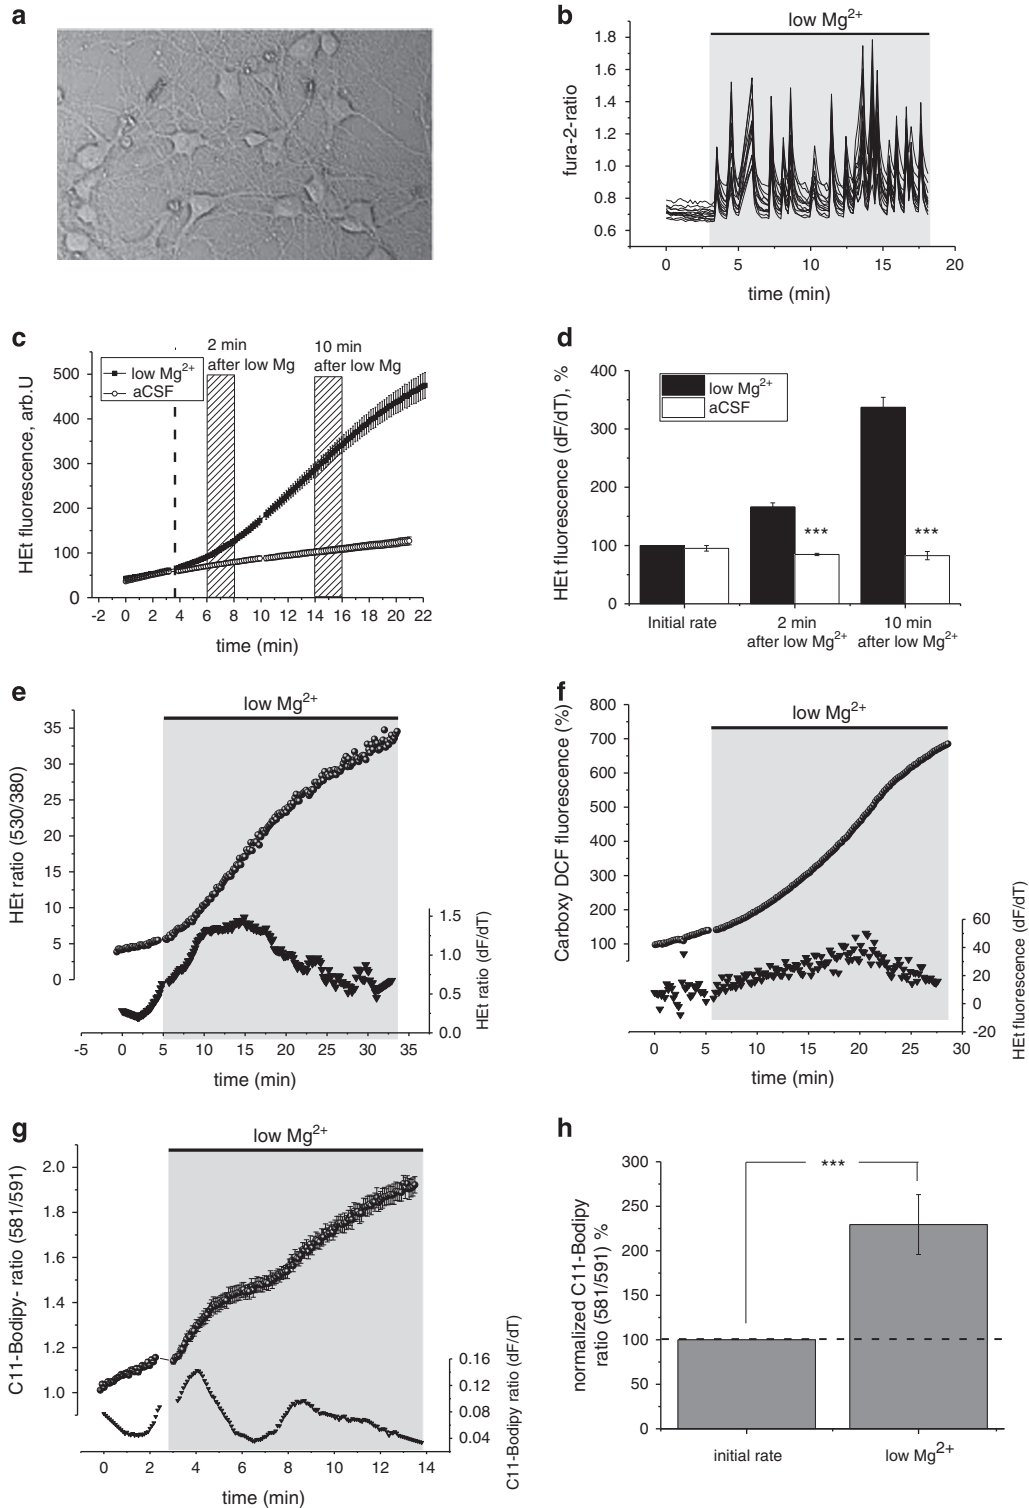 a
b
low Mg2+
fura-2-ratio
1.8
1.6
1.4
1.2
1.0
0.8
0.6
0
5
10
15
20
time (min)
c
2 min
after low Mg
10 min
after low Mg
low Mg2+
aCSF
HEt fluorescence, arb.U
500
400
300
200
100
0
-2
0
2
4
6
8
10
12
14
16
18
20
22
time (min)
d
HEt fluorescence (dF/dT), %
400
300
200
100
0
low Mg2+
aCSF
***
***
Initial rate
2 min
after low Mg2+
10 min
after low Mg2+
e
low Mg2+
HEt ratio (530/380)
35
30
25
20
15
10
5
0
1.5
1.0
0.5
0.0
HEt ratio (dF/dT)
-5
0
5
10
15
20
25
30
35
time (min)
f
low Mg2+
Carboxy DCF fluorescence (%)
800
700
600
500
400
300
200
100
60
40
20
0
-20
HEt fluorescence (dF/dT)
0
5
10
15
20
25
30
time (min)
g
low Mg2+
C11-Bodipy- ratio (581/591)
2.0
1.8
1.6
1.4
1.2
1.0
0.16
0.12
0.08
0.04
C11-Bodipy ratio (dF/dT)
0
2
4
6
8
10
12
14
time (min)
h
normalized C11-Bodipy
ratio (581/591) %
300
250
200
150
100
50
0
***
initial rate
low Mg2+